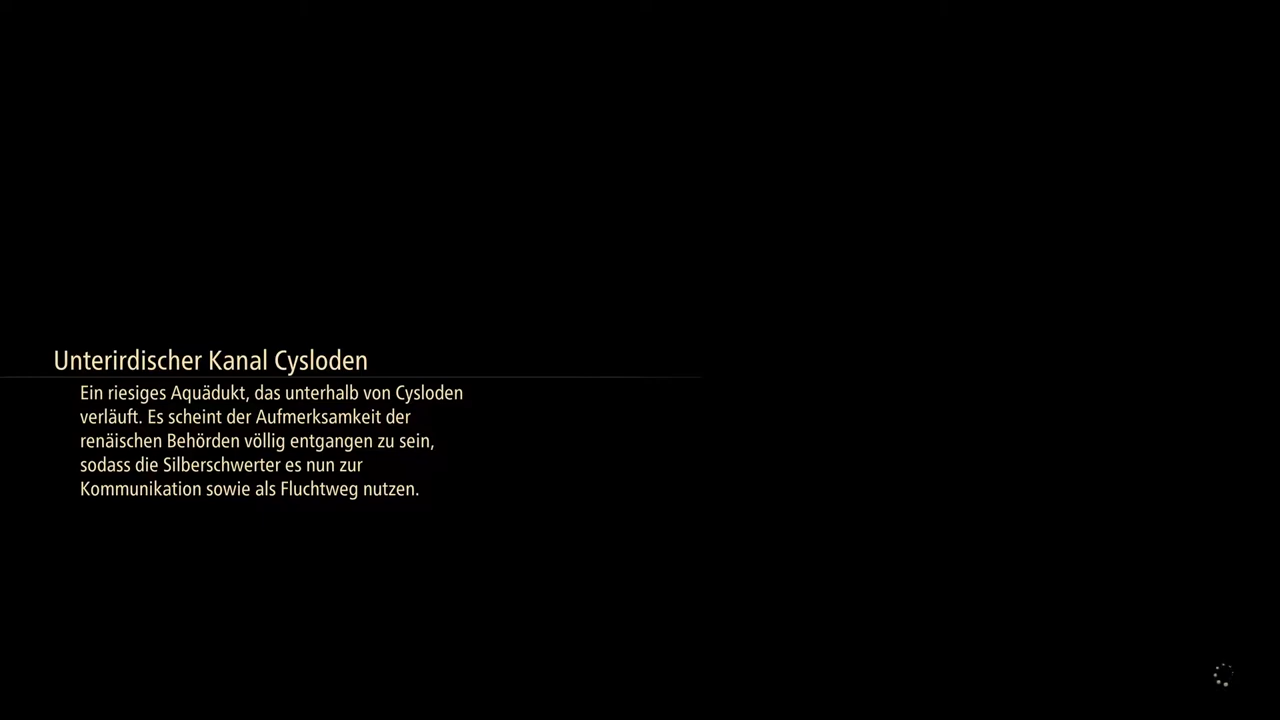 Unterirdischer Kanal Cysloden
Ein riesiges Aquädukt, das unterhalb von Cysloden
verläuft. Es scheint der Aufmerksamkeit der
renäischen Behörden völlig entgangen zu sein,
sodass die Silberschwerter es nun zur
Kommunikation sowie als Fluchtweg nutzen.